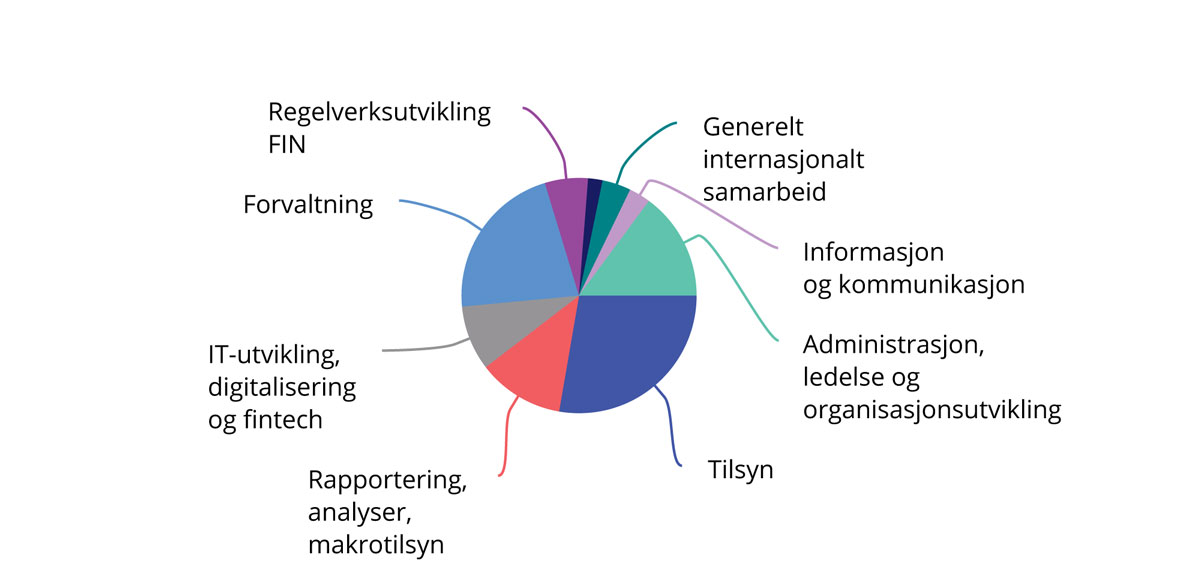 Regelverksutvikling
FIN
Generelt
internasjonalt
samarbeid
Forvaltning
Informasjon
og kommunikasjon
IT-utvikling,
digitalisering
og fintech
Administrasjon,
ledelse og
organisasjonsutvikling
Rapportering,
analyser,
makrotilsyn
Tilsyn